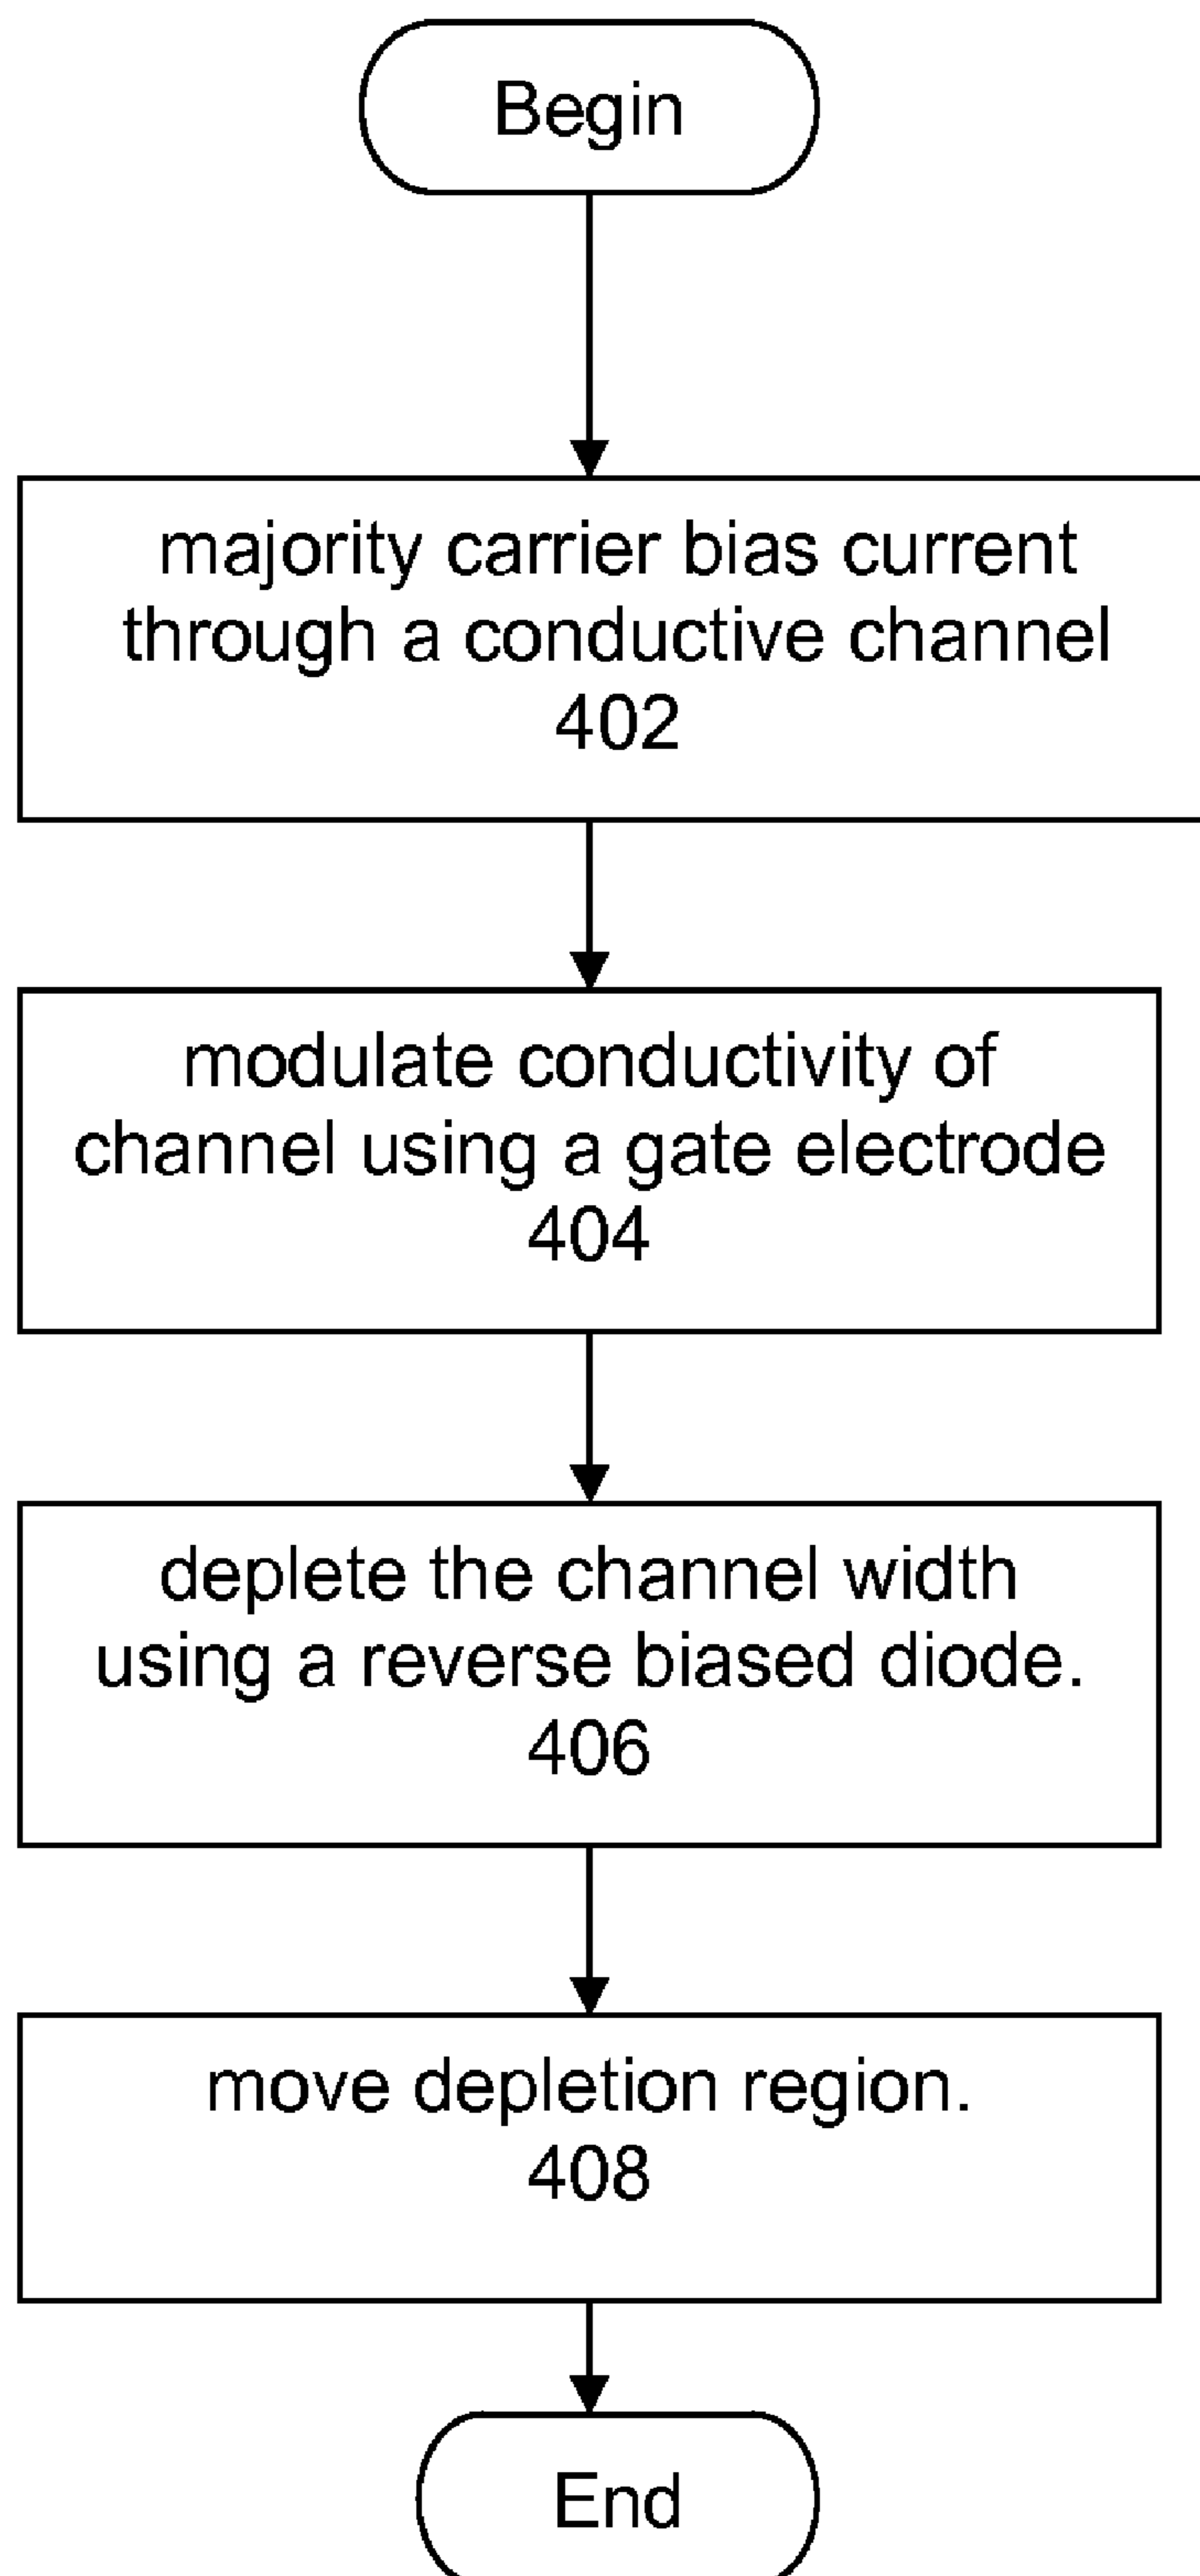 Begin
majority carrier bias current
through a conductive channel
402
modulate conductivity of
channel using a gate electrode
404
deplete the channel width
using a reverse biased diode.
406
move depletion region.
408
End